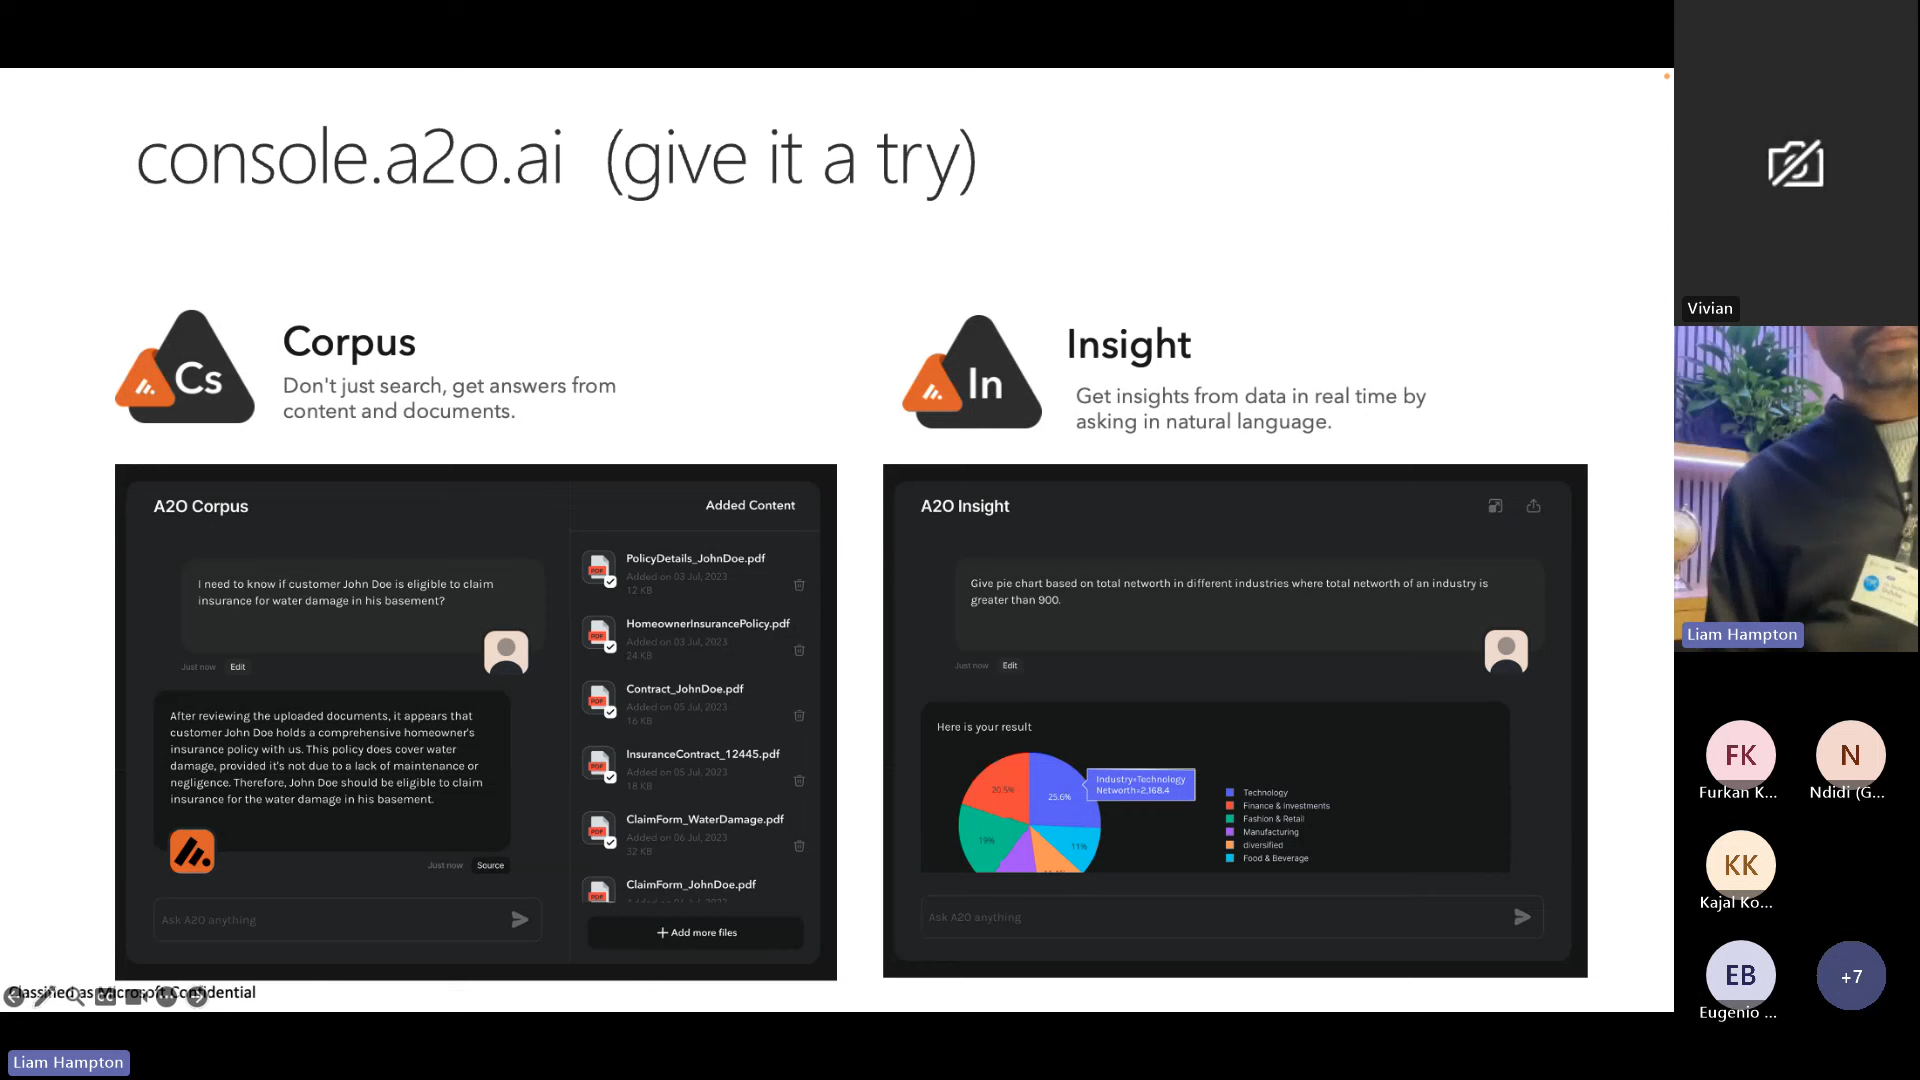 console.a2o.ai (give it a try)
Cs
Corpus
Don't just search, get answers from
content and documents.
In
Insight
Get insights from data in real time by
asking in natural language.
A2O Corpus
Added Content
I need to know if customer John Doe is eligible to claim
insurance for water damage in his basement?
Just now
Edit
After reviewing the uploaded documents, it appears that
customer John Doe holds a comprehensive homeowner's
insurance policy with us. This policy does cover water
damage, provided it's not due to a lack of maintenance or
negligence. Therefore, John Doe should be eligible to claim
insurance for the water damage in his basement.
Just now
Source
Ask A2O anything
PDF
PolicyDetails_JohnDoe.pdf
Added on 03 Jul, 2023
12 KB
PDF
HomeownerInsurancePolicy.pdf
Added on 03 Jul, 2023
24 KB
PDF
Contract_JohnDoe.pdf
Added on 05 Jul, 2023
16 KB
PDF
InsuranceContract_12445.pdf
Added on 05 Jul, 2023
18 KB
PDF
ClaimForm_WaterDamage.pdf
Added on 06 Jul, 2023
32 KB
PDF
ClaimForm_JohnDoe.pdf
+ Add more files
A2O Insight
Give pie chart based on total networth in different industries where total networth of an industry is
greater than 900.
Just now
Edit
Here is your result
20.5%
25.6%
19%
11%
Industry=Technology
Networth=2,168.4
Technology
Finance & Investments
Fashion & Retail
Manufacturing
diversified
Food & Beverage
Ask A2O anything
Classified as Microsoft Confidential
Liam Hampton
Vivian
Liam Hampton
FK
Furkan K...
N
Ndidi (G...
KK
Kajal Ko...
EB
Eugenio ...
+7